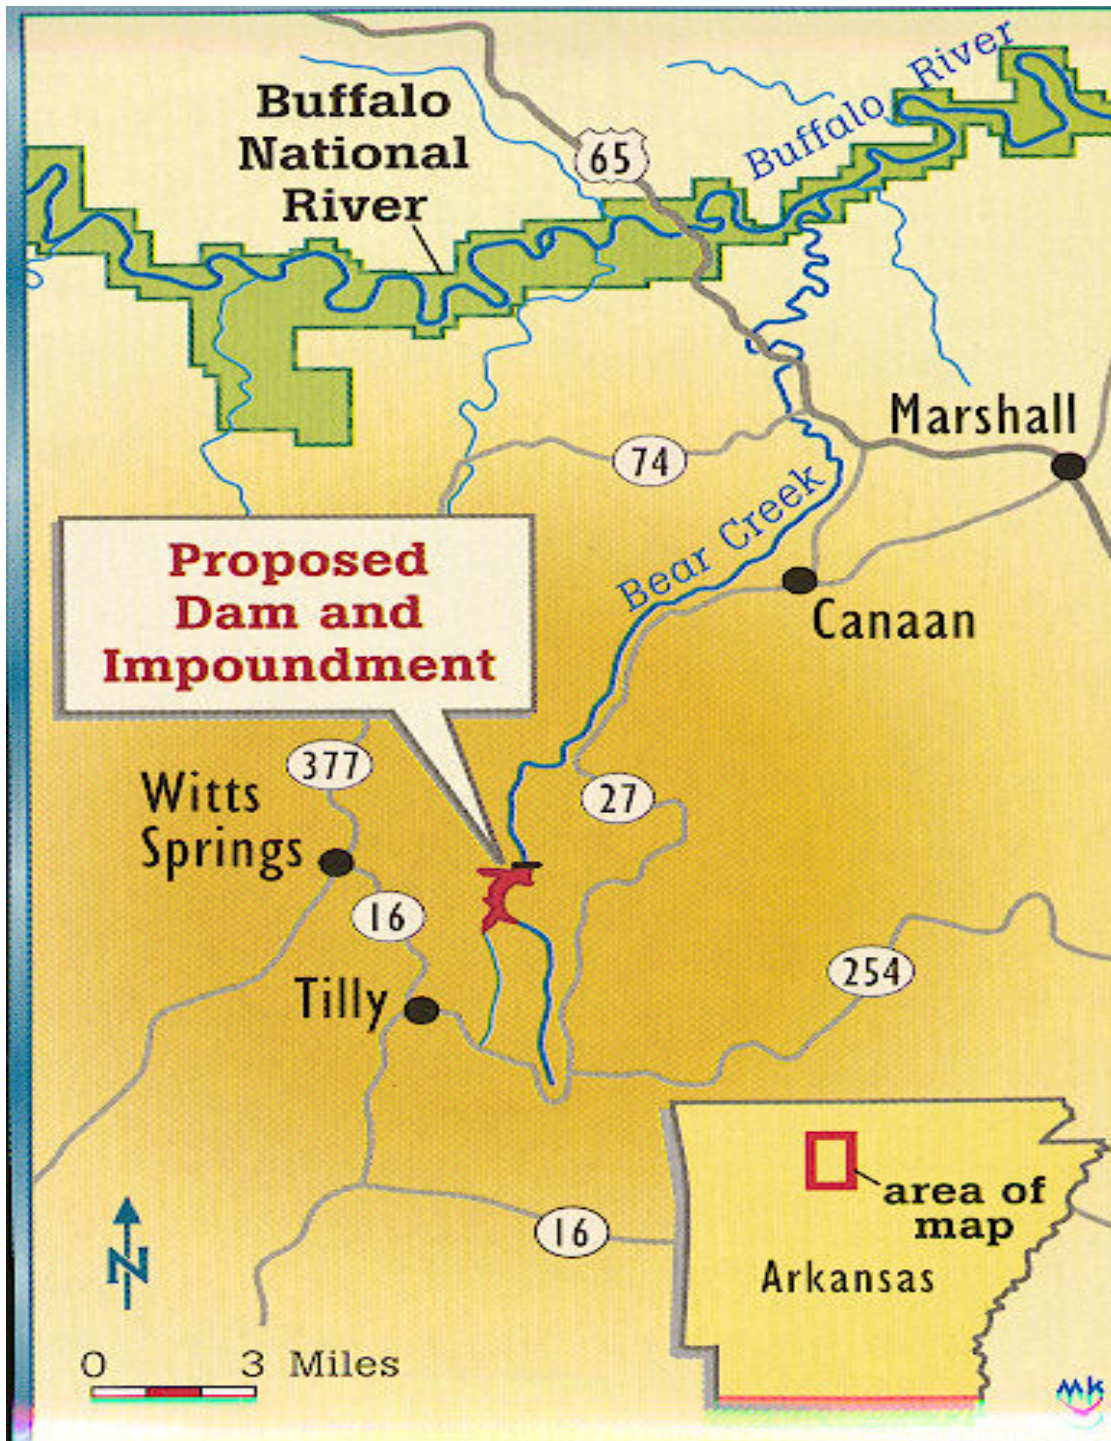 Buffalo River
Buffalo
National
River
65
Marshall
74
Bear Creek
Canaan
Proposed
Dam and
Impoundment
377
Witts
Springs
27
16
Tilly
254
area of
map
16
Arkansas
N
0 3 Miles
MK